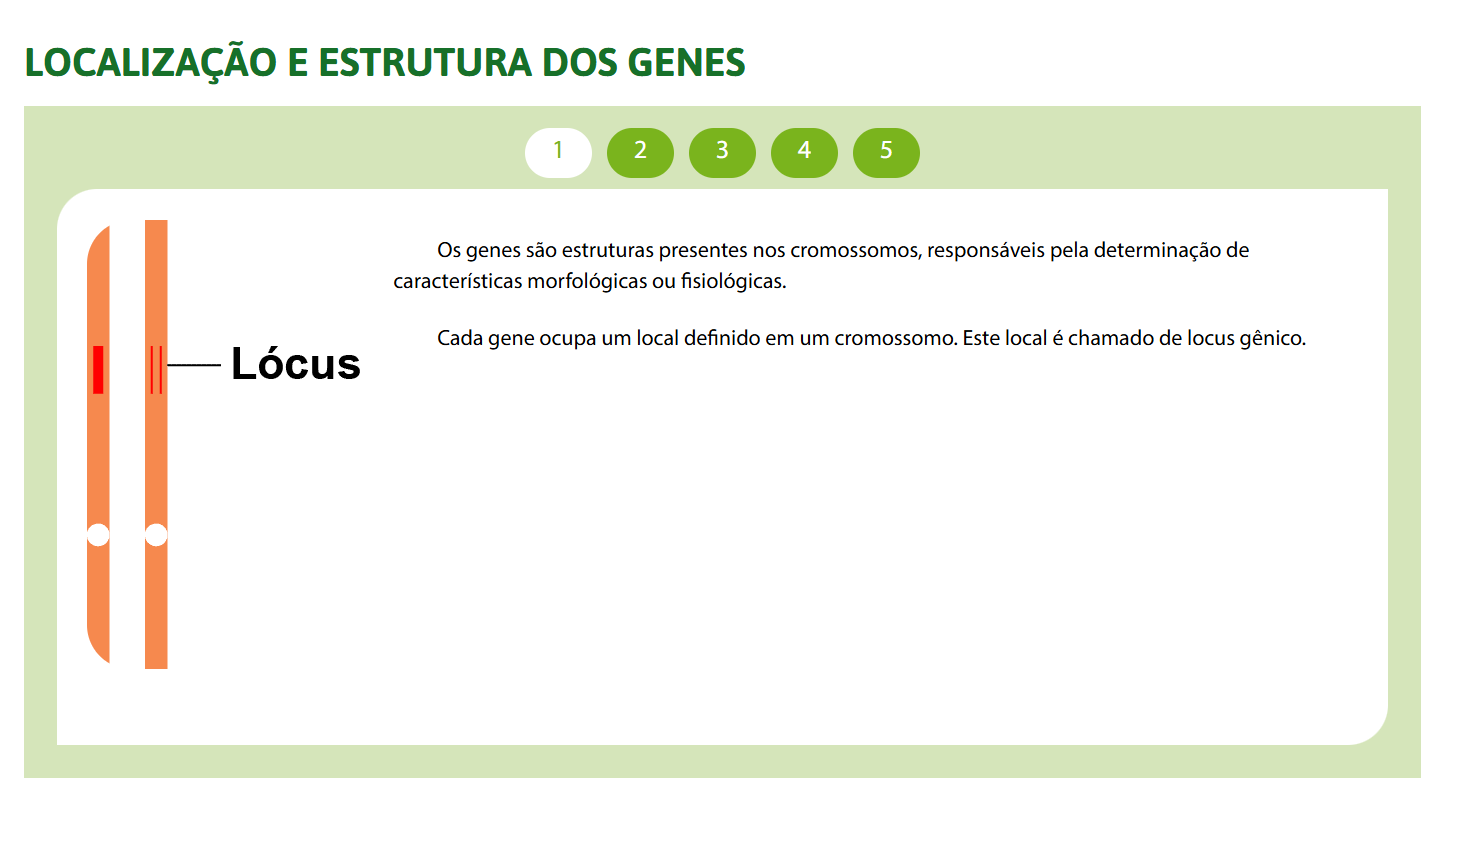 LOCALIZAÇÃO E ESTRUTURA DOS GENES
1 2 3 4 5
Os genes são estruturas presentes nos cromossomos, responsáveis pela determinação de
características morfológicas ou fisiológicas.
Cada gene ocupa um local definido em um cromossomo. Este local é chamado de locus gênico.
Lócus